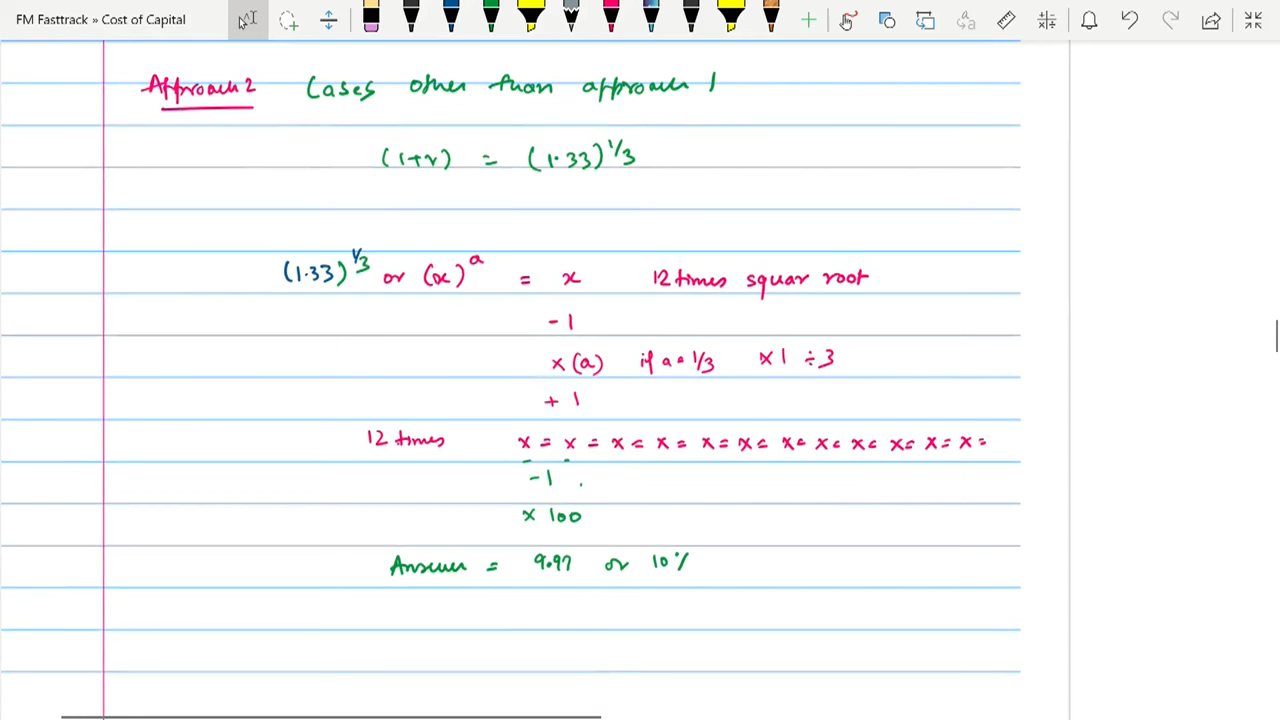 FM Fasttrack » Cost of Capital
Approach 2 Cases other than approach 1
(1+r) = (1.33)^1/3
(1.33)^1/3 or (x)^a = x 12 times squar root
- 1
× (a) if a = 1/3 × 1 ÷ 3
+ 1
12 times × = × = × = × = × = × = × = × = × = × = × = × =
- 1
× 100
Answer = 9.97 or 10%